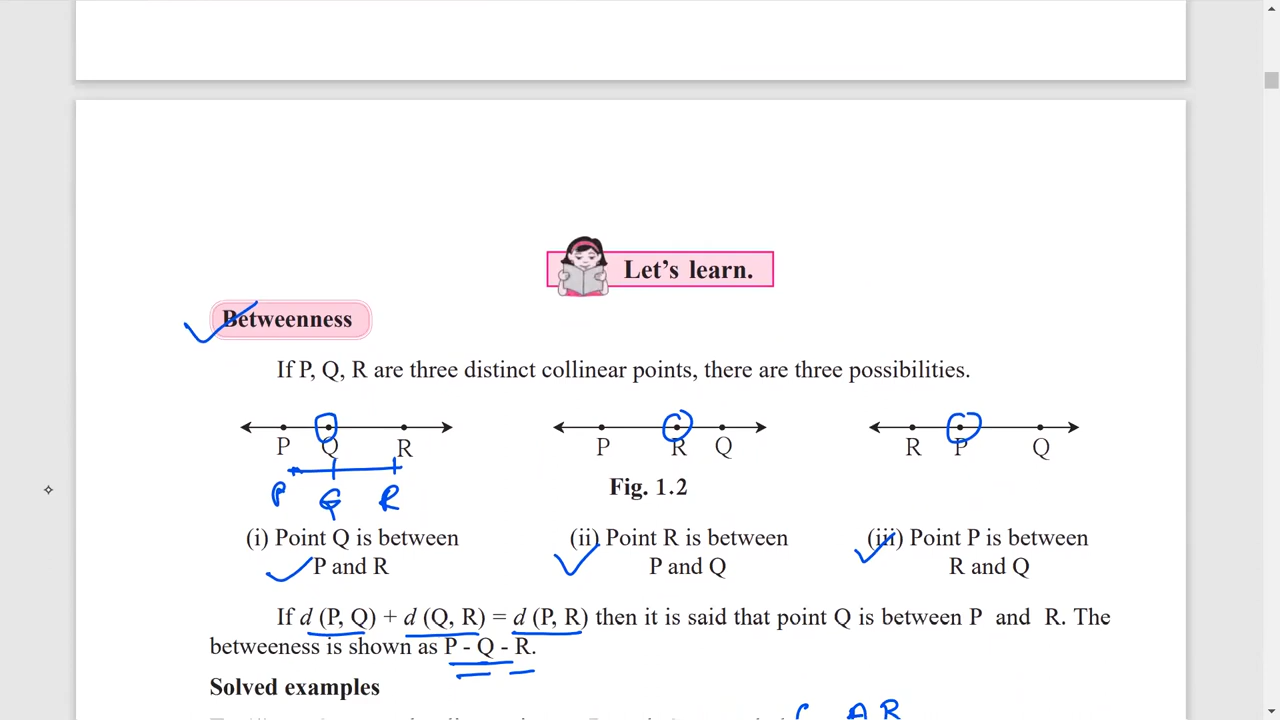 Let's learn.
Betweenness
If P, Q, R are three distinct collinear points, there are three possibilities.
P Q R
P R Q
R P Q
P Q R
Fig. 1.2
(i) Point Q is between
P and R
(ii) Point R is between
P and Q
(iii) Point P is between
R and Q
If d (P, Q) + d (Q, R) = d (P, R) then it is said that point Q is between P and R. The
betweeness is shown as P - Q - R.
Solved examples